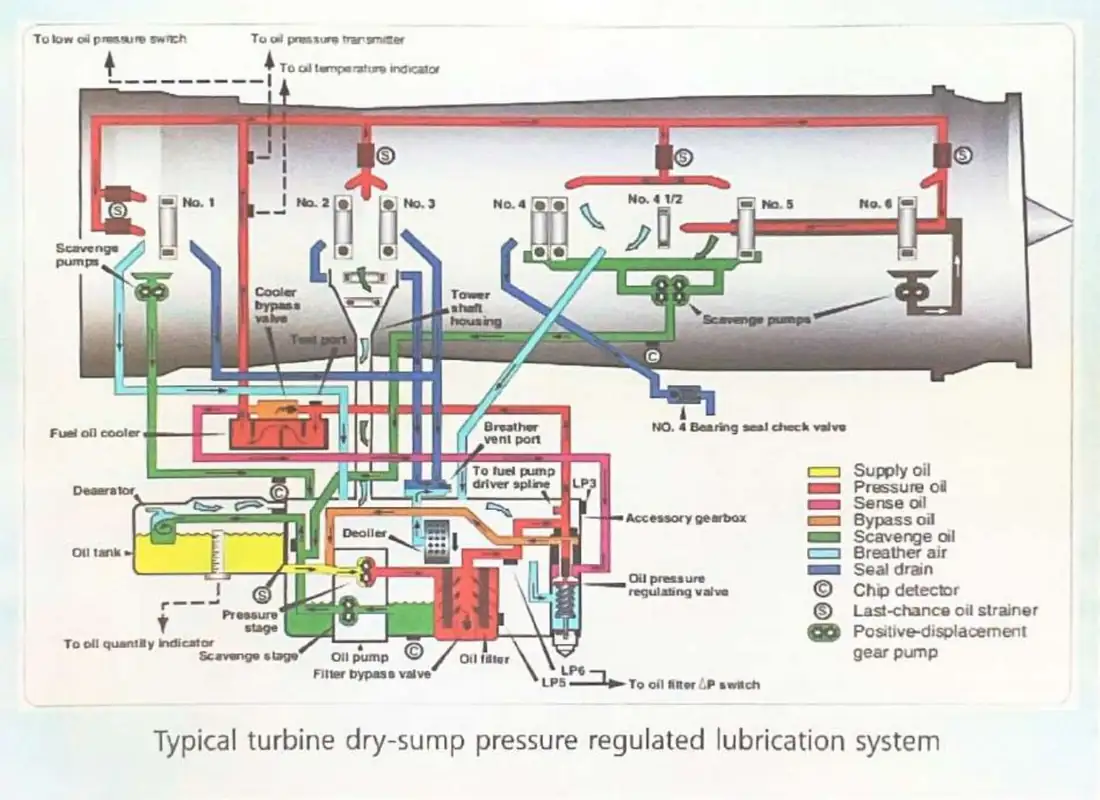 To low oil pressure switch
To oil pressure transmitter
To oil temperature indicator
S
S
S
No. 1
No. 2
No. 3
No. 4
No. 4 1/2
No. 5
No. 6
S
Scavenge
pumps
Cooler
bypass
valve
Tower
shaft
housing
Scavenge pumps
Test port
C
NO. 4 Bearing seal check valve
Fuel oil cooler
Breather
vent port
To fuel pump
driver spline
LP3
Supply oil
Pressure oil
Sense oil
Bypass oil
Scavenge oil
Breather air
Seal drain
C Chip detector
S Last-chance oil strainer
Positive-displacement
gear pump
C
Deaerator
Accessory gearbox
Deoiler
Oil tank
Oil pressure
regulating valve
S
Pressure
stage
To oil quantity indicator
Scavenge stage
Oil pump
C
Oil filter
Filter bypass valve
LP6
LP5
To oil filter ΔP switch
Typical turbine dry-sump pressure regulated lubrication system